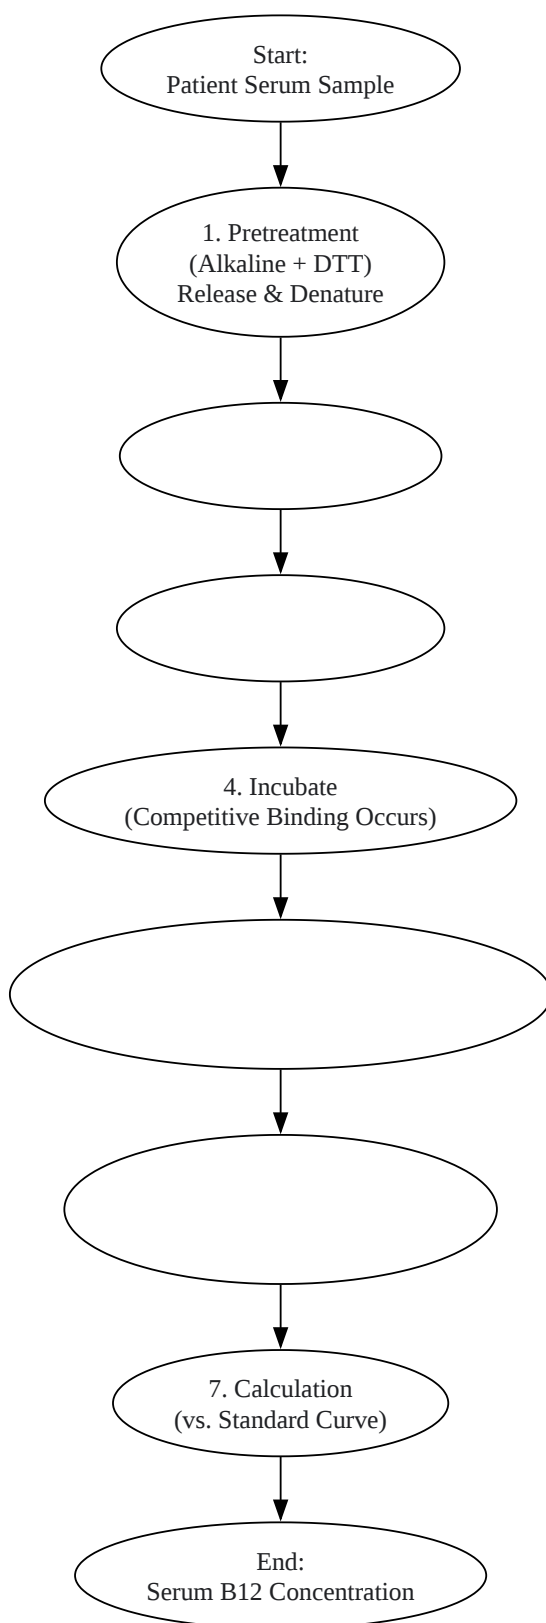 Start:
Patient Serum Sample
1. Pretreatment
(Alkaline + DTT)
Release & Denature
4. Incubate
(Competitive Binding Occurs)
7. Calculation
(vs. Standard Curve)
End:
Serum B12 Concentration